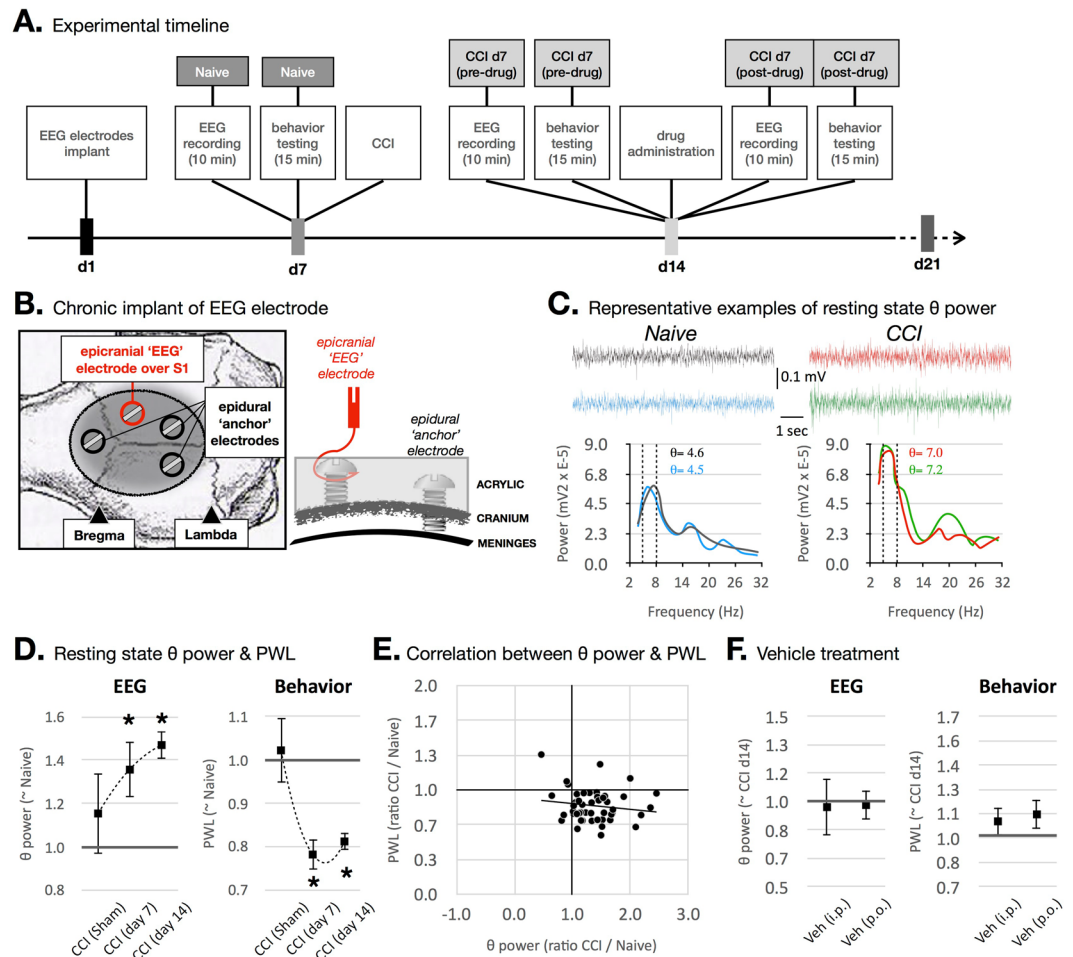 A. Experimental timeline
Naive
Naive
CCI d7
(pre-drug)
CCI d7
(pre-drug)
CCI d7
(post-drug)
CCI d7
(post-drug)
EEG electrodes
implant
EEG
recording
(10 min)
behavior
testing
(15 min)
CCI
EEG
recording
(10 min)
behavior
testing
(15 min)
drug
administration
EEG
recording
(10 min)
behavior
testing
(15 min)
d1
d7
d14
d21
B. Chronic implant of EEG electrode
epicranial ‘EEG’
electrode over S1
epidural
‘anchor’
electrodes
Bregma
Lambda
epicranial
‘EEG’
electrode
epidural
‘anchor’
electrode
ACRYLIC
CRANIUM
MENINGES
C. Representative examples of resting state θ power
Naive
CCI
0.1 mV
1 sec
Power (mV2 x E-5)
9.0
6.8
4.5
2.3
0.0
θ= 4.6
θ= 4.5
2 8 14 20 26 32
Frequency (Hz)
Power (mV2 x E-5)
9.0
6.8
4.5
2.3
0.0
θ= 7.0
θ= 7.2
2 8 14 20 26 32
Frequency (Hz)
D. Resting state θ power & PWL
EEG
θ power (~ Naive)
1.6
1.4
1.2
1.0
0.8
* *
CCI (Sham)
CCI (day 7)
CCI (day 14)
Behavior
PWL (~ Naive)
1.1
1.0
0.9
0.8
0.7
* *
CCI (Sham)
CCI (day 7)
CCI (day 14)
E. Correlation between θ power & PWL
PWL (ratio CCI / Naive)
2.0
1.7
1.3
1.0
0.7
0.3
0.0
-1.0 0.0 1.0 2.0 3.0
θ power (ratio CCI / Naive)
F. Vehicle treatment
EEG
θ power (~ CCI d14)
1.5
1.3
1.2
1.0
0.8
0.7
0.5
Veh (i.p.)
Veh (p.o.)
Behavior
PWL (~ CCI d14)
1.7
1.6
1.4
1.3
1.1
1.0
0.9
0.7
Veh (i.p.)
Veh (p.o.)